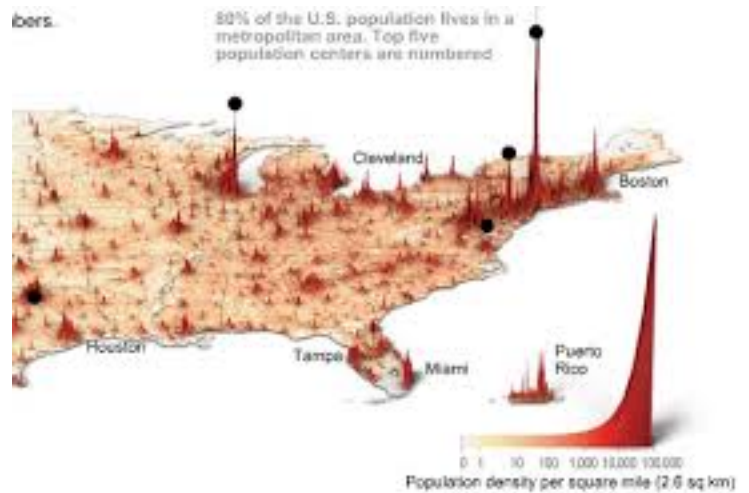 bers.
80% of the U.S. population lives in a
metropolitan area. Top five
population centers are numbered
Cleveland
Boston
Houston
Tampa
Miami
Puerto
Rico
0 1 10 100 1,000 10,000 100,000
Population density per square mile (2.6 sq km)